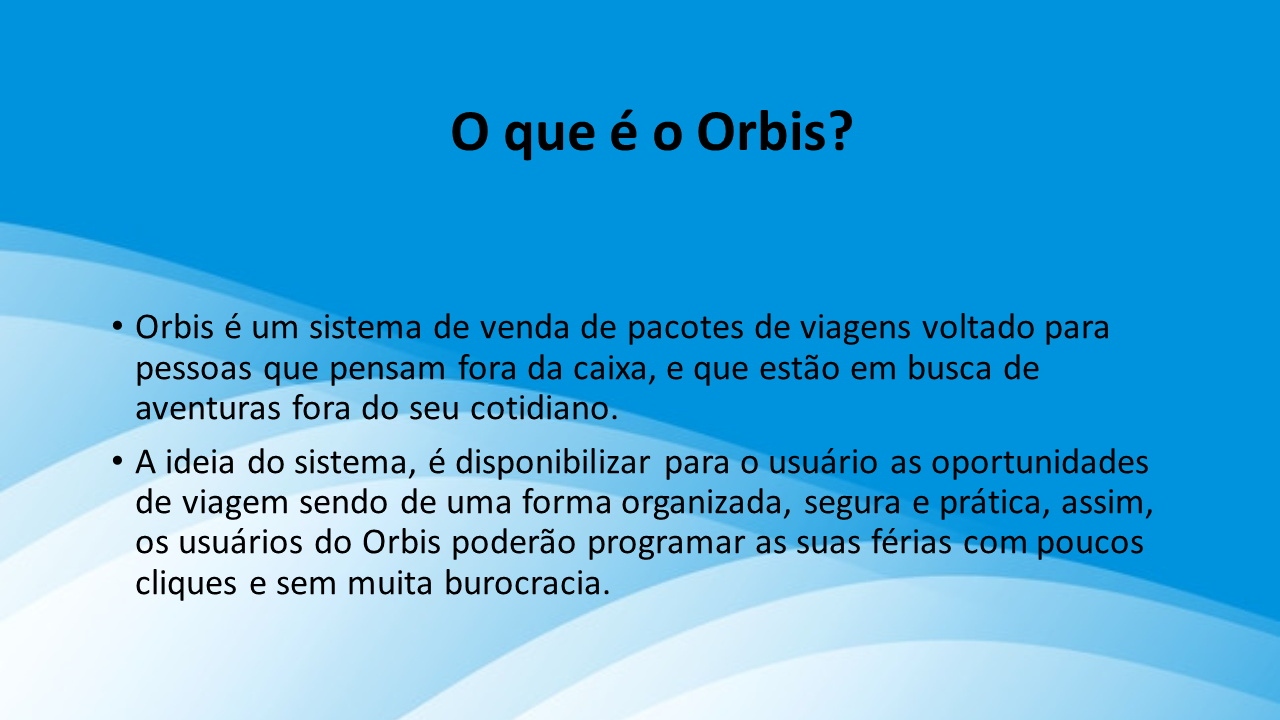 O que é o Orbis?
• Orbis é um sistema de venda de pacotes de viagens voltado para
pessoas que pensam fora da caixa, e que estão em busca de
aventuras fora do seu cotidiano.
• A ideia do sistema, é disponibilizar para o usuário as oportunidades
de viagem sendo de uma forma organizada, segura e prática, assim,
os usuários do Orbis poderão programar as suas férias com poucos
cliques e sem muita burocracia.